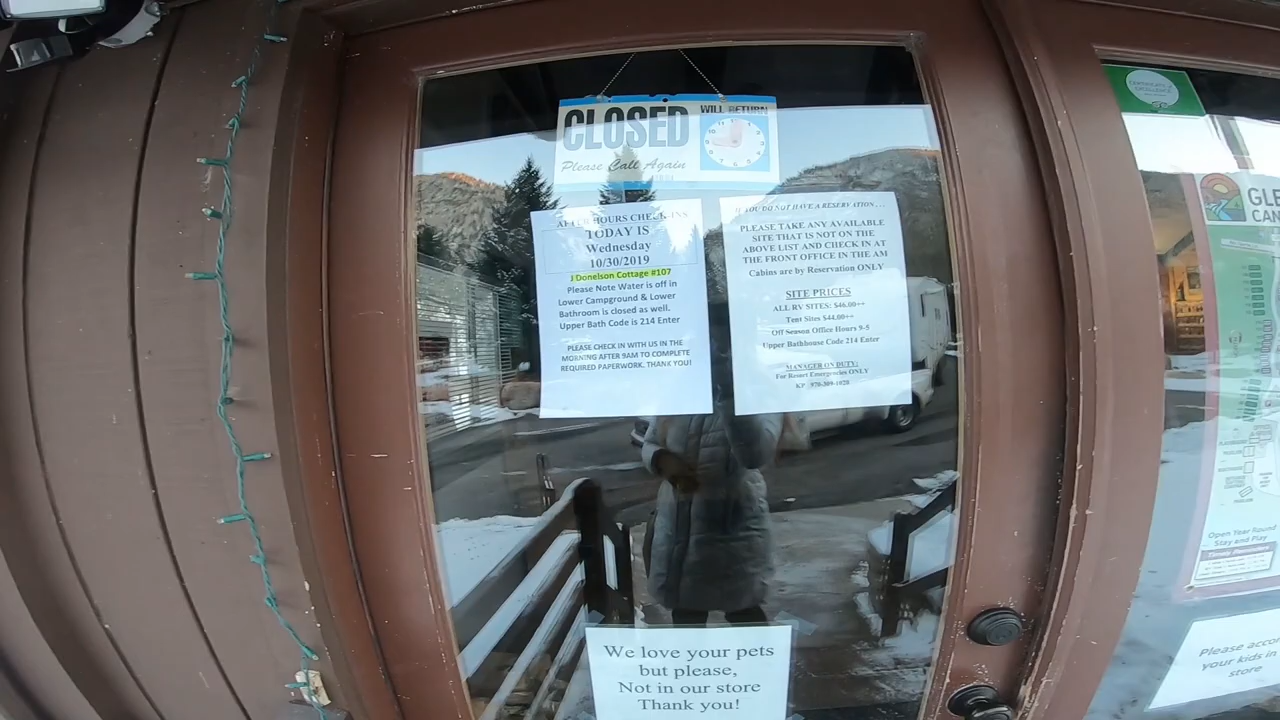 CLOSED
WILL RETURN
Please Call Again
AFTER HOURS CHECK-INS
TODAY IS
Wednesday
10/30/2019
J Donelson Cottage #107
Please Note Water is off in
Lower Campground & Lower
Bathroom is closed as well.
Upper Bath Code is 214 Enter
PLEASE CHECK IN WITH US IN THE
MORNING AFTER 9AM TO COMPLETE
REQUIRED PAPERWORK. THANK YOU!
IF YOU DO NOT HAVE A RESERVATION...
PLEASE TAKE ANY AVAILABLE
SITE THAT IS NOT ON THE
ABOVE LIST AND CHECK IN AT
THE FRONT OFFICE IN THE AM
Cabins are by Reservation ONLY
SITE PRICES
ALL RV SITES: $46.00++
Tent Sites $44.00++
Off Season Office Hours 9-5
Upper Bathhouse Code 214 Enter
MANAGER ON DUTY:
For Resort Emergencies ONLY
KP 970-309-1028
We love your pets
but please,
Not in our store
Thank you!
CERTIFICATE of
EXCELLENCE
GLE
CAN
Open Year Round
Stay and Play
Please acco
your kids in
store